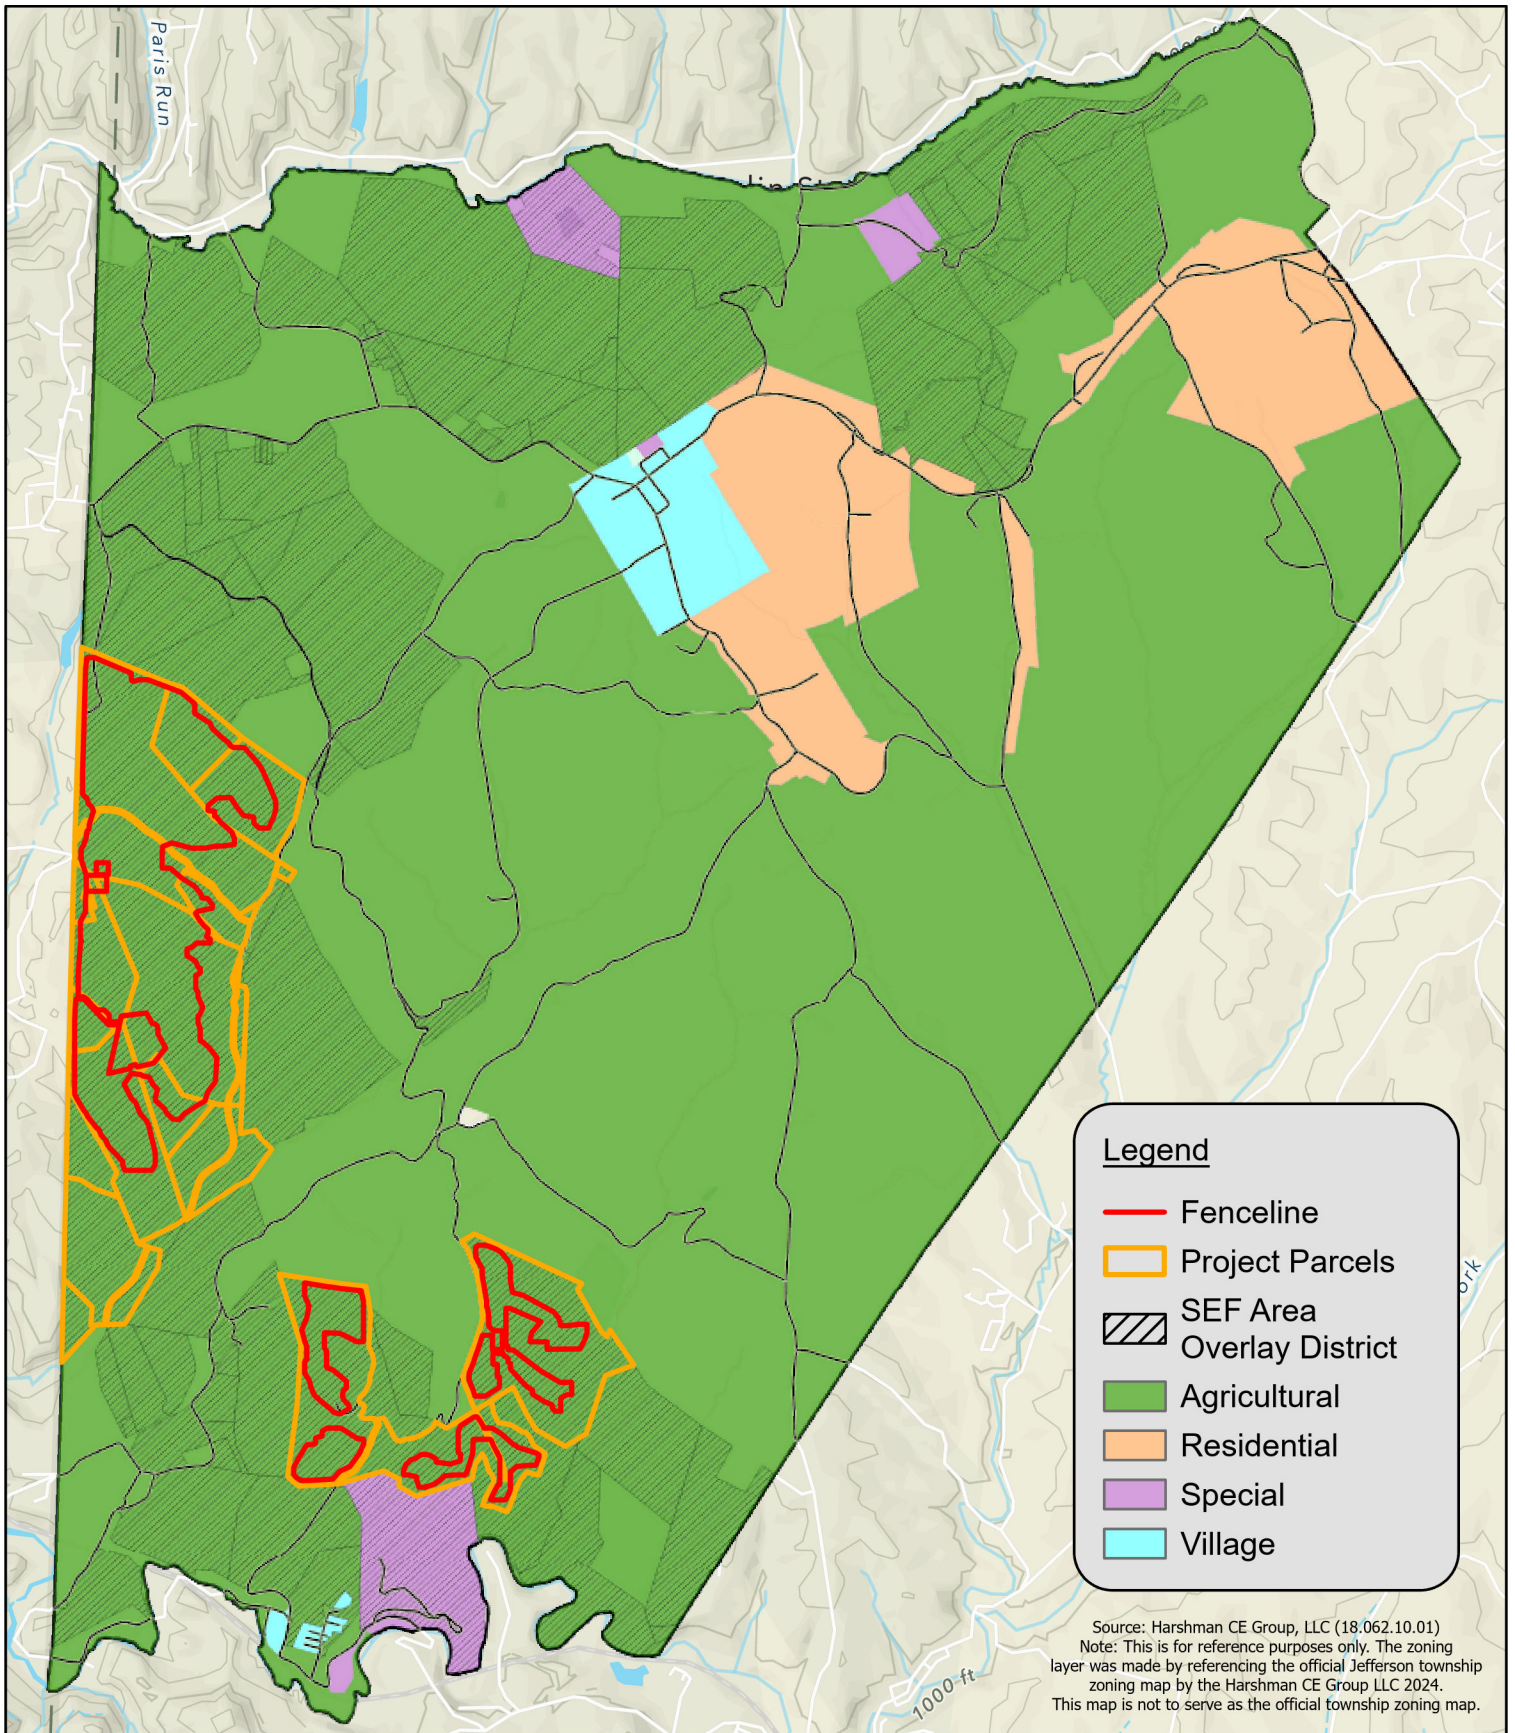 Paris Run
Legend
Fenceline
Project Parcels
SEF Area
Overlay District
Agricultural
Residential
Special
Village
1000 ft
Source: Harshman CE Group, LLC (18.062.10.01)
Note: This is for reference purposes only. The zoning
layer was made by referencing the official Jefferson township
zoning map by the Harshman CE Group LLC 2024.
This map is not to serve as the official township zoning map.